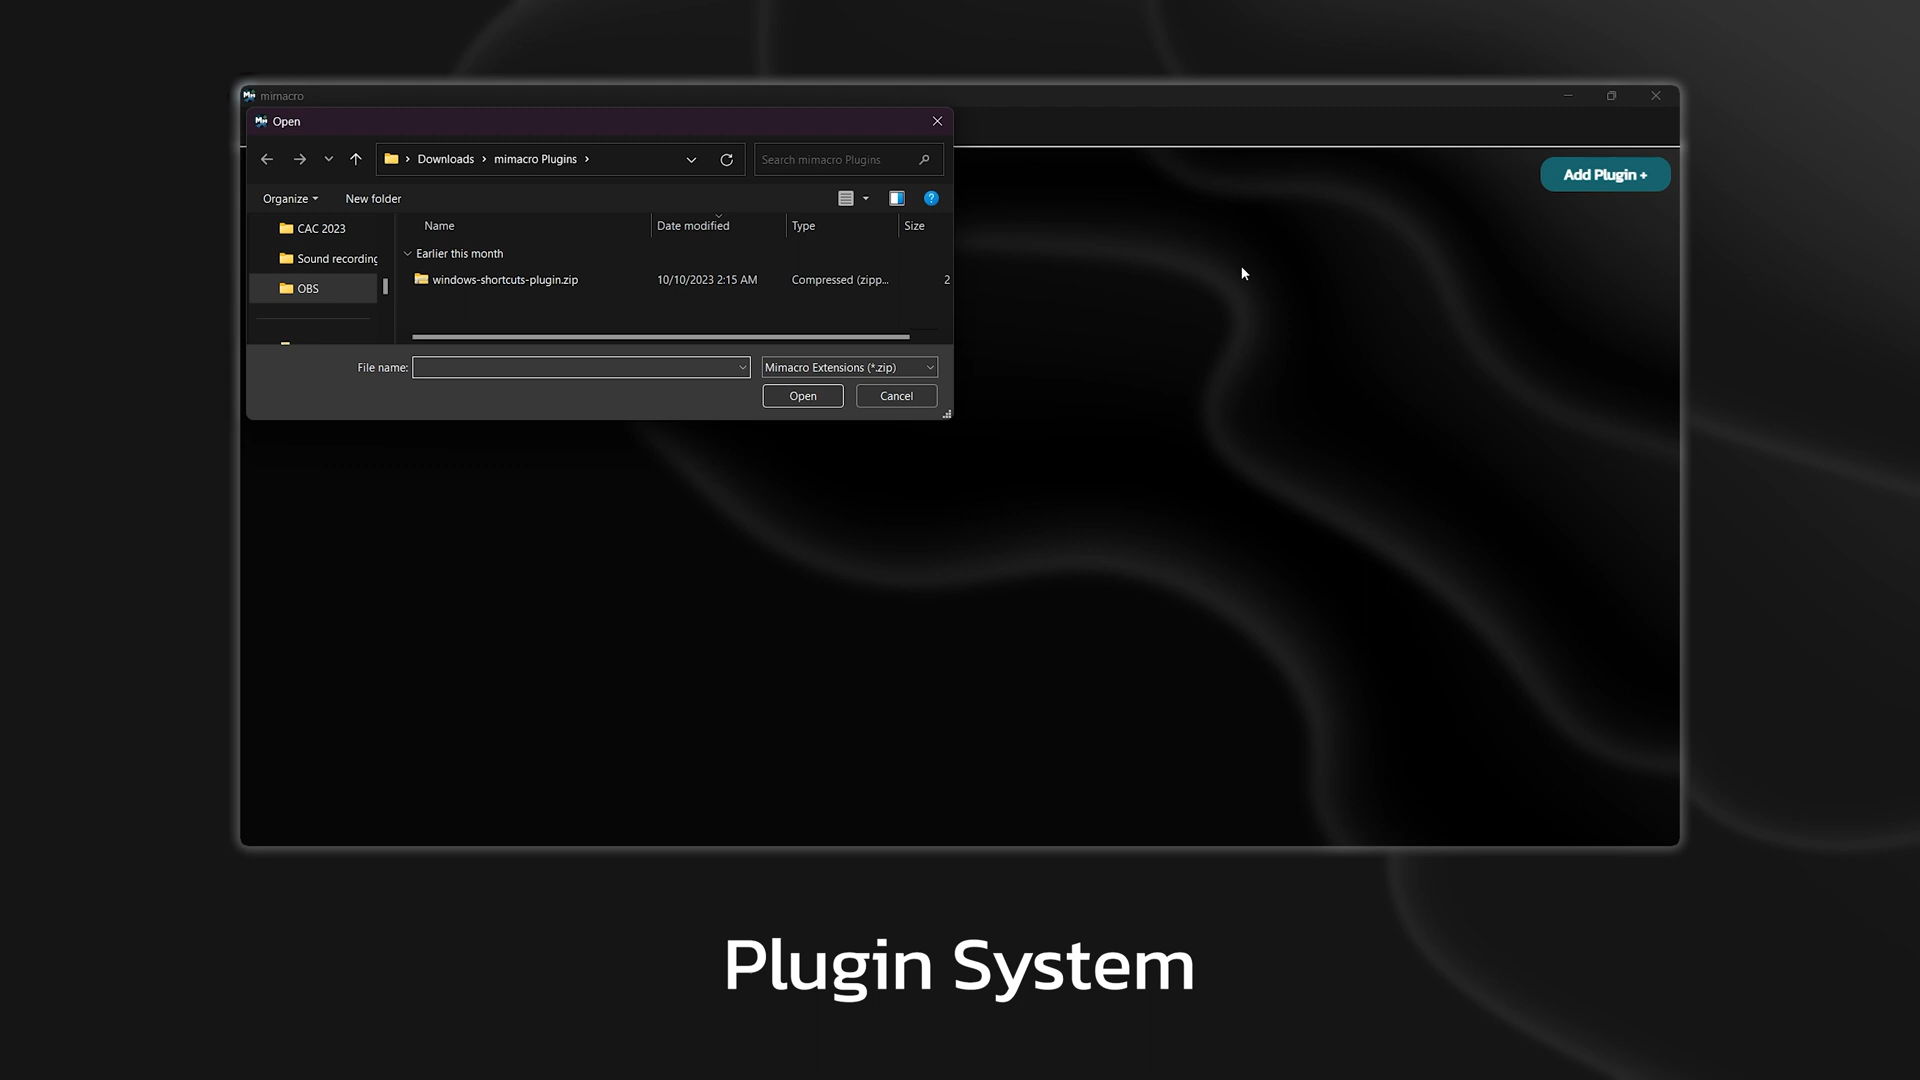 mimacro
Open
Downloads > mimacro Plugins >
Search mimacro Plugins
Add Plugin +
Organize
New folder
Name
Date modified
Type
Size
CAC 2023
Sound recording
OBS
Earlier this month
windows-shortcuts-plugin.zip
10/10/2023 2:15 AM
Compressed (zipp...
2
File name:
Mimacro Extensions (*.zip)
Open
Cancel
Plugin System